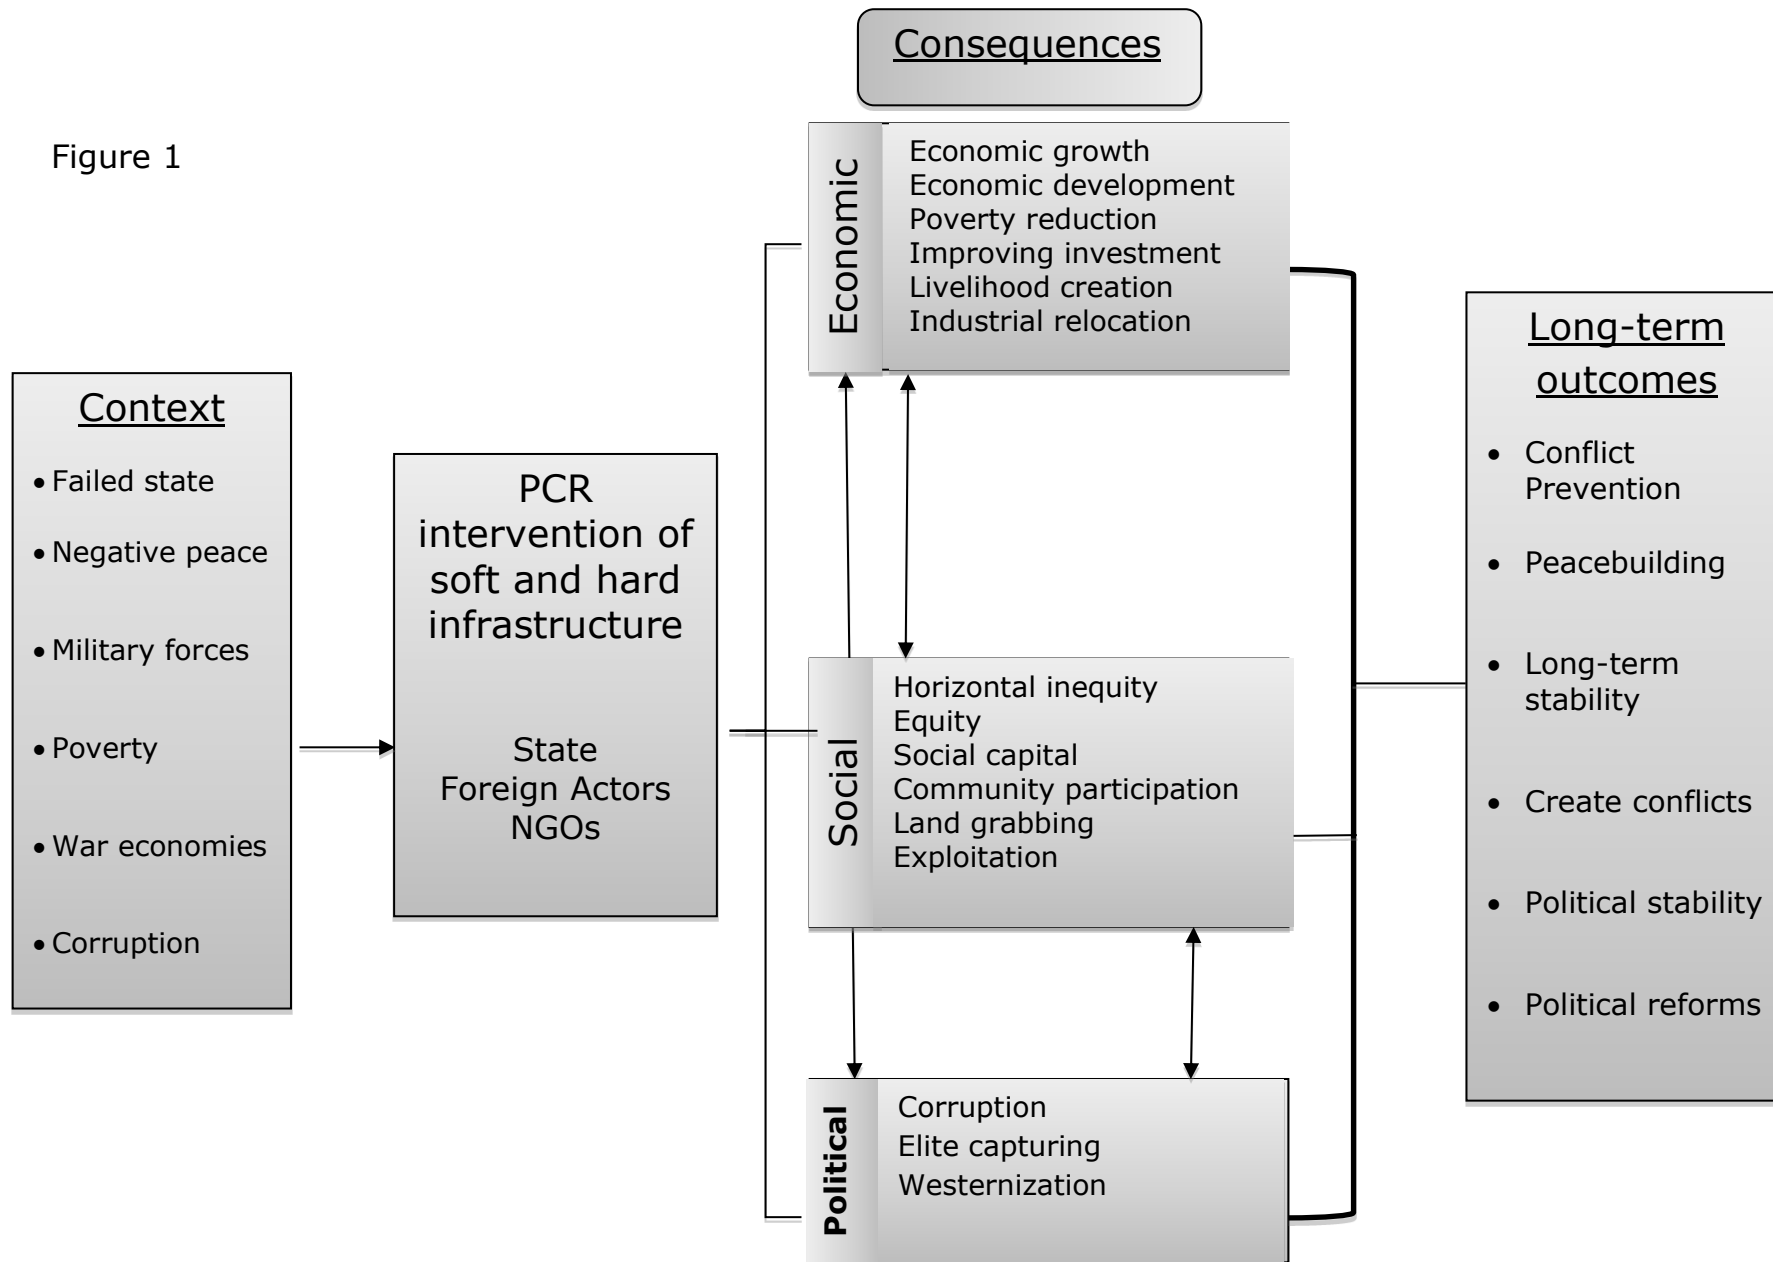 Figure 1
Context
• Failed state
• Negative peace
• Military forces
• Poverty
• War economies
• Corruption
PCR
intervention of
soft and hard
infrastructure
State
Foreign Actors
NGOs
Consequences
Economic
Economic growth
Economic development
Poverty reduction
Improving investment
Livelihood creation
Industrial relocation
Social
Horizontal inequity
Equity
Social capital
Community participation
Land grabbing
Exploitation
Political
Corruption
Elite capturing
Westernization
Long-term
outcomes
• Conflict
Prevention
• Peacebuilding
• Long-term
stability
• Create conflicts
• Political stability
• Political reforms